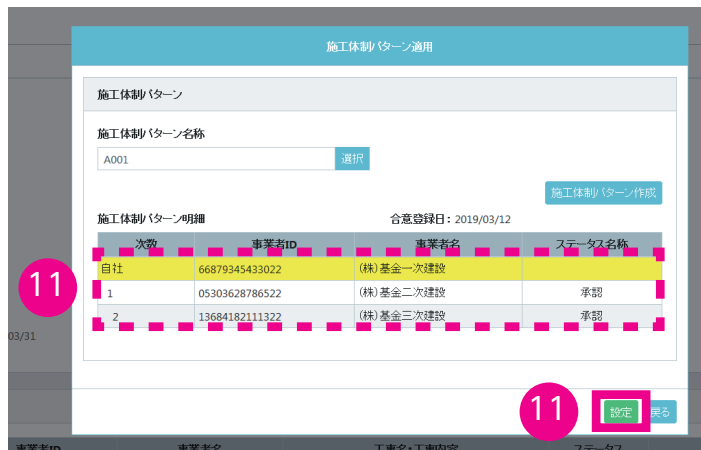 施工体制パターン適用
施工体制パターン
施工体制パターン名称
A001 選択
施工体制パターン作成
施工体制パターン明細 合意登録日：2019/03/12
次数 事業者ID 事業者名 ステータス名称
自社 66879345433022 (株)基金一次建設
11
1 05303628786522 (株)基金二次建設 承認
2 13684182111322 (株)基金三次建設 承認
03/31
11 設定 戻る
事業者ID 事業者名 工事名・工事内容 ステータス